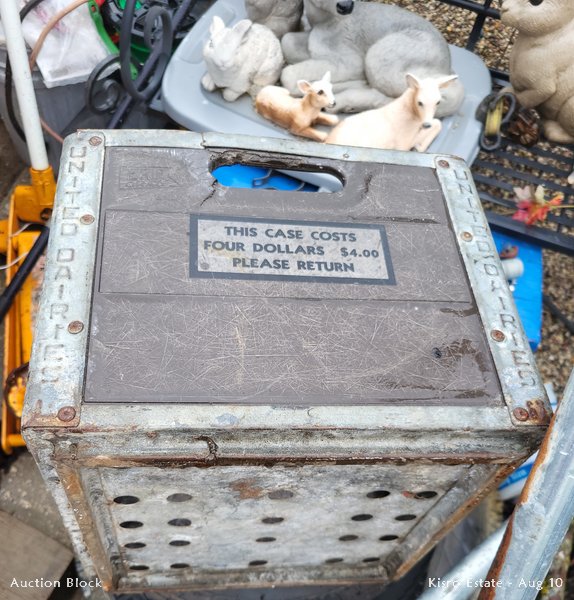 UNITED DAIRIES
THIS CASE COSTS
FOUR DOLLARS $4.00
PLEASE RETURN
UNITED DAIRIES
Auction Block
Kisro Estate - Aug 10